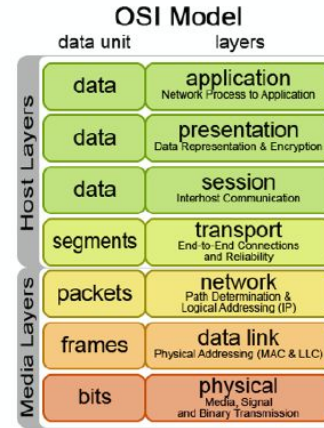 OSI Model
data unit layers
Host Layers
data application
Network Process to Application
data presentation
Data Representation & Encryption
data session
Interhost Communication
segments transport
End-to-End Connections
and Reliability
Media Layers
packets network
Path Determination &
Logical Addressing (IP)
frames data link
Physical Addressing (MAC & LLC)
bits physical
Media, Signal
and Binary Transmission